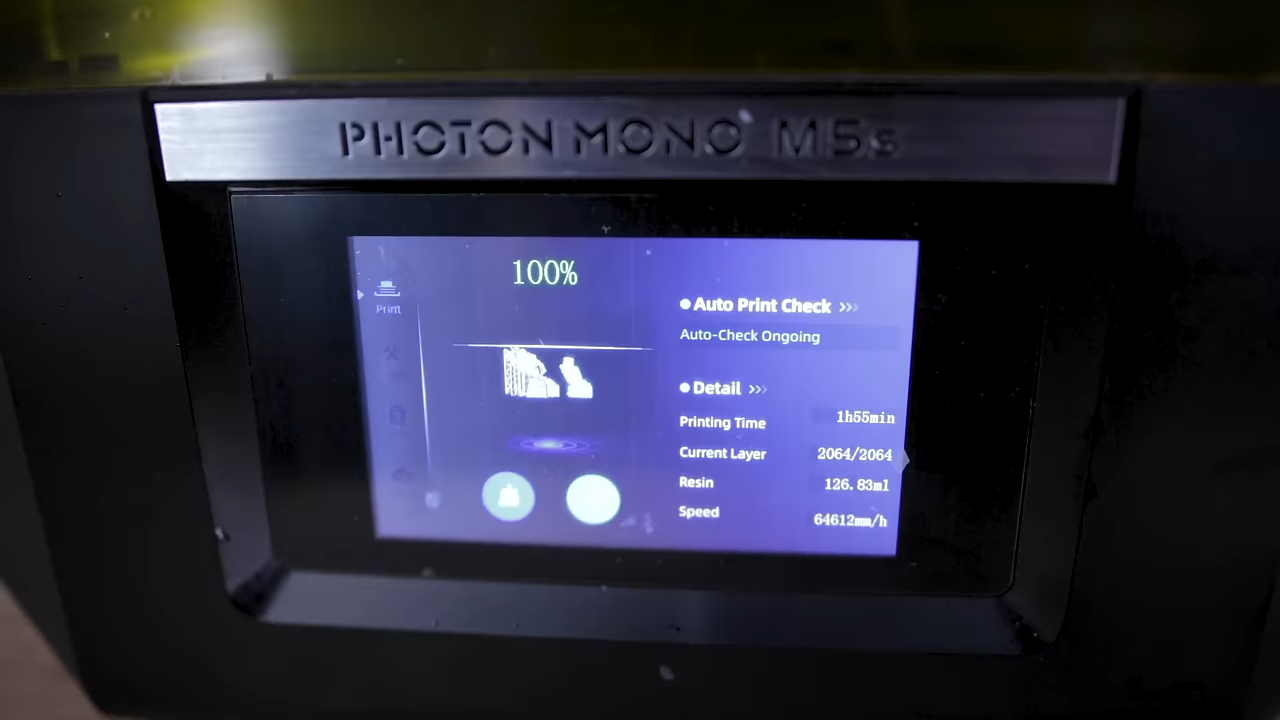 PHOTON MONO M5s
100%
Print
Auto Print Check
Auto-Check Ongoing
Detail
Printing Time 1h55min
Current Layer 2064/2064
Resin 126.83ml
Speed 64612mm/h